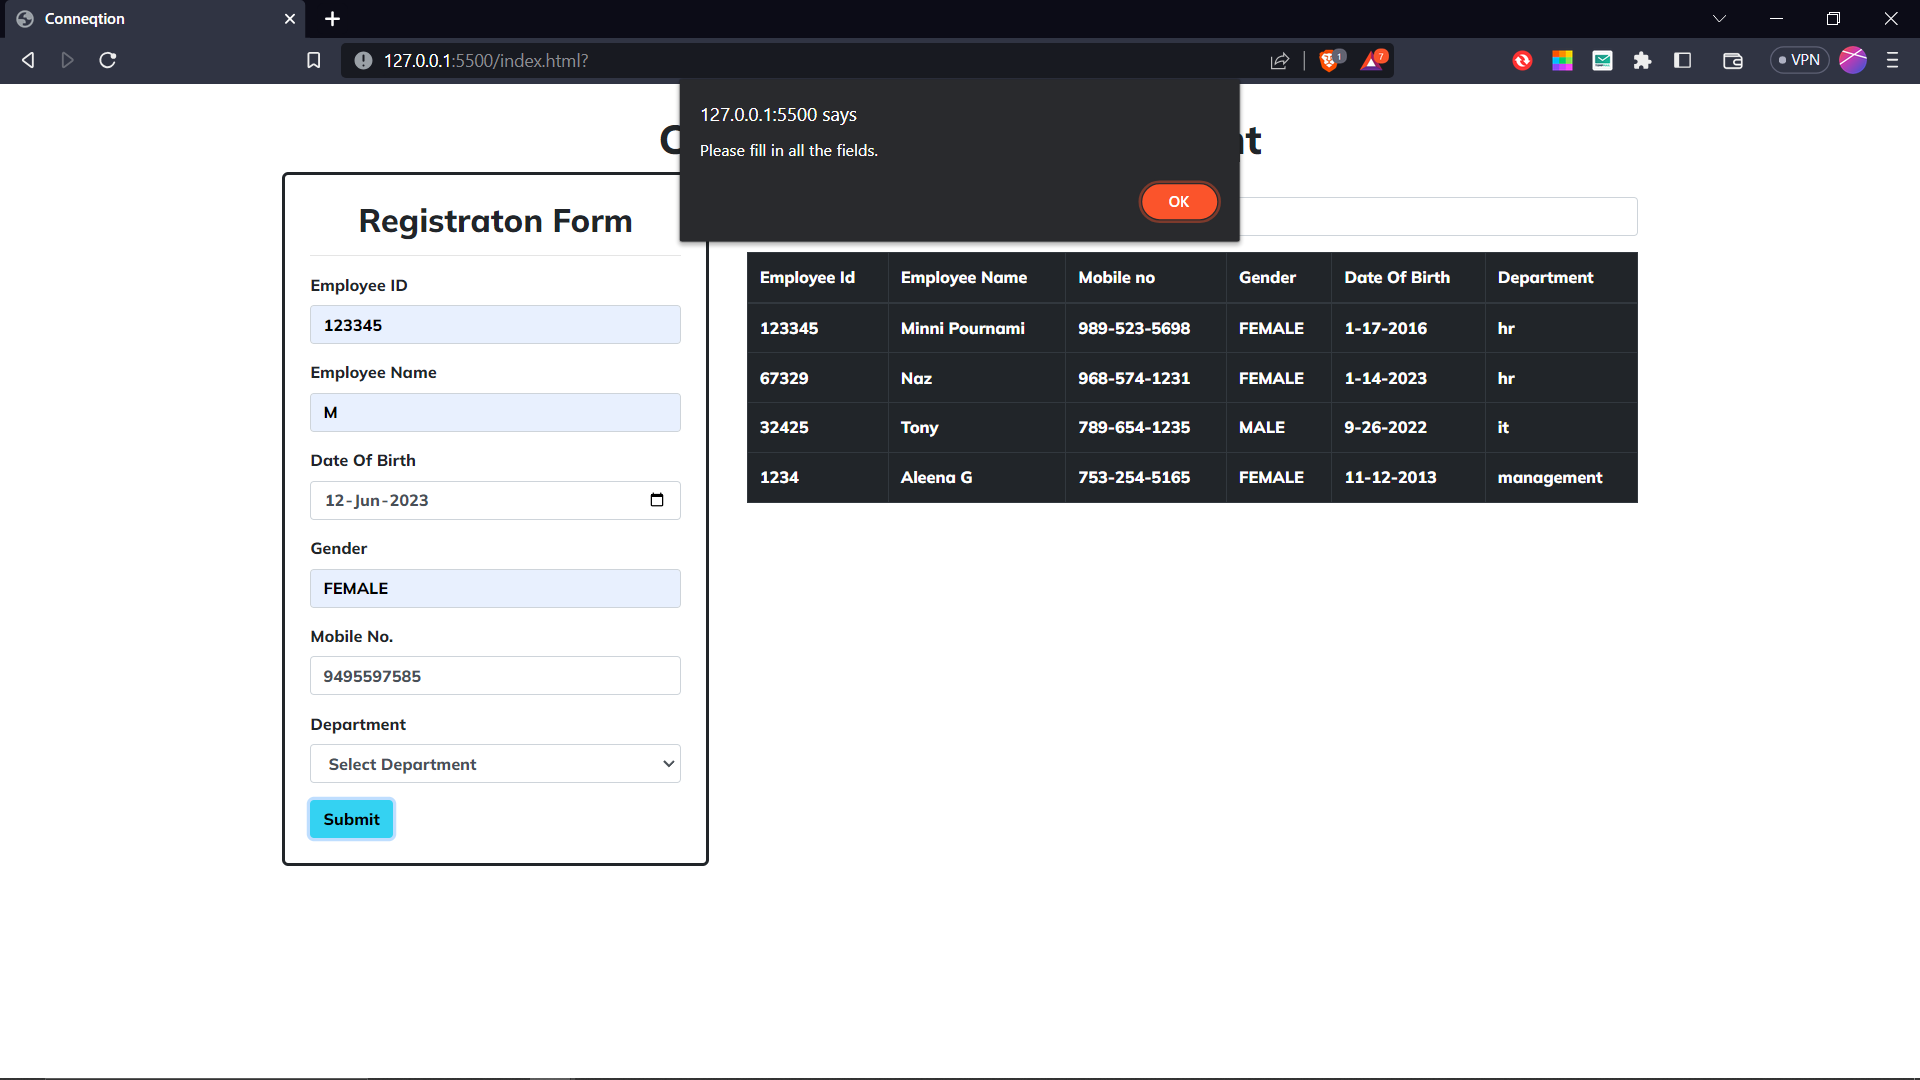 Conneqtion
127.0.0.1:5500/index.html?
1
7
VPN
127.0.0.1:5500 says
Please fill in all the fields.
OK
Registraton Form
Employee ID
123345
Employee Name
M
Date Of Birth
12-Jun-2023
Gender
FEMALE
Mobile No.
9495597585
Department
Select Department
Submit
Employee Id Employee Name Mobile no Gender Date Of Birth Department
123345 Minni Pournami 989-523-5698 FEMALE 1-17-2016 hr
67329 Naz 968-574-1231 FEMALE 1-14-2023 hr
32425 Tony 789-654-1235 MALE 9-26-2022 it
1234 Aleena G 753-254-5165 FEMALE 11-12-2013 management